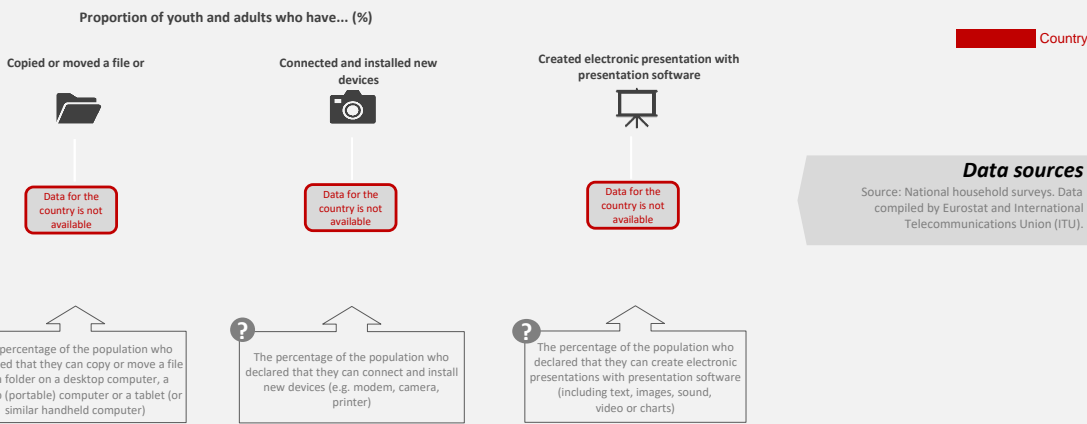 Proportion of youth and adults who have... (%)
Country
Copied or moved a file or
Connected and installed new
devices
Created electronic presentation with
presentation software
Data for the
country is not
available
Data for the
country is not
available
Data for the
country is not
available
Data sources
Source: National household surveys. Data
compiled by Eurostat and International
Telecommunications Union (ITU).
percentage of the population who
that they can copy or move a file
folder on a desktop computer, a
(portable) computer or a tablet (or
similar handheld computer)
?
The percentage of the population who
declared that they can connect and install
new devices (e.g. modem, camera,
printer)
?
The percentage of the population who
declared that they can create electronic
presentations with presentation software
(including text, images, sound,
video or charts)